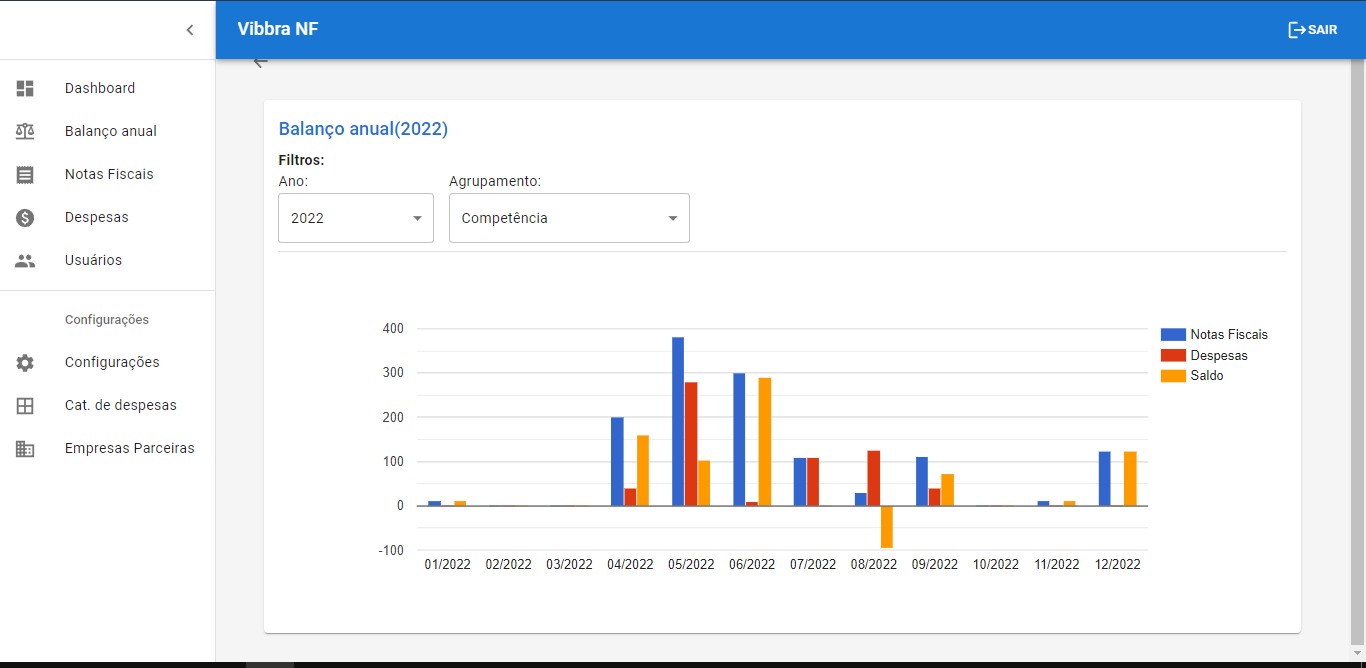 Vibbra NF
SAIR
Dashboard
Balanço anual
Notas Fiscais
Despesas
Usuários
Configurações
Configurações
Cat. de despesas
Empresas Parceiras
Balanço anual(2022)
Filtros:
Ano: Agrupamento:
2022 Competência
400
300
200
100
0
-100
01/2022 02/2022 03/2022 04/2022 05/2022 06/2022 07/2022 08/2022 09/2022 10/2022 11/2022 12/2022
Notas Fiscais
Despesas
Saldo